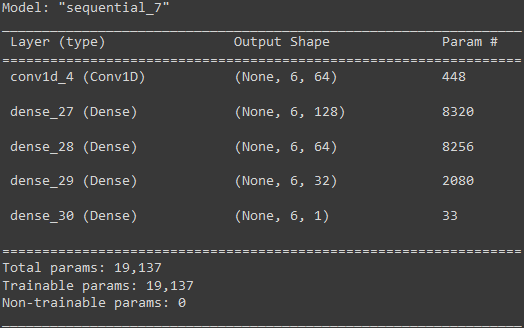 Model: "sequential_7"
Layer (type) Output Shape Param #
conv1d_4 (Conv1D) (None, 6, 64) 448
dense_27 (Dense) (None, 6, 128) 8320
dense_28 (Dense) (None, 6, 64) 8256
dense_29 (Dense) (None, 6, 32) 2080
dense_30 (Dense) (None, 6, 1) 33
Total params: 19,137
Trainable params: 19,137
Non-trainable params: 0